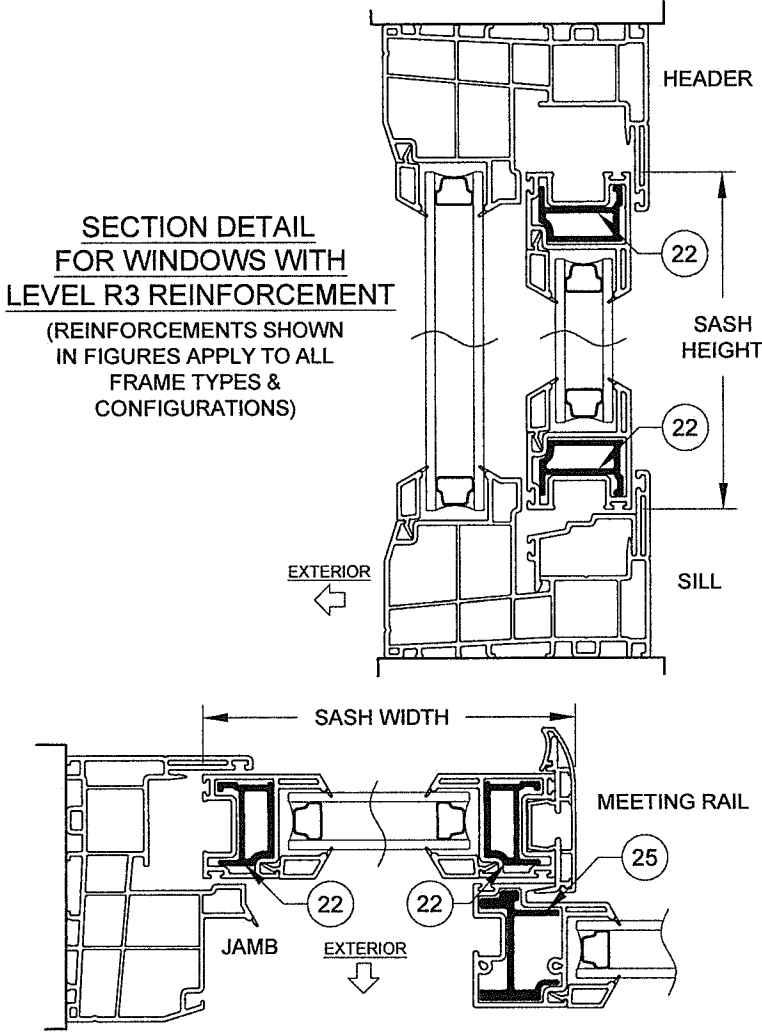 HEADER
SECTION DETAIL
FOR WINDOWS WITH
LEVEL R3 REINFORCEMENT
(REINFORCEMENTS SHOWN
IN FIGURES APPLY TO ALL
FRAME TYPES &
CONFIGURATIONS)
22
SASH
HEIGHT
22
EXTERIOR
SILL
SASH WIDTH
MEETING RAIL
25
22
22
JAMB
EXTERIOR